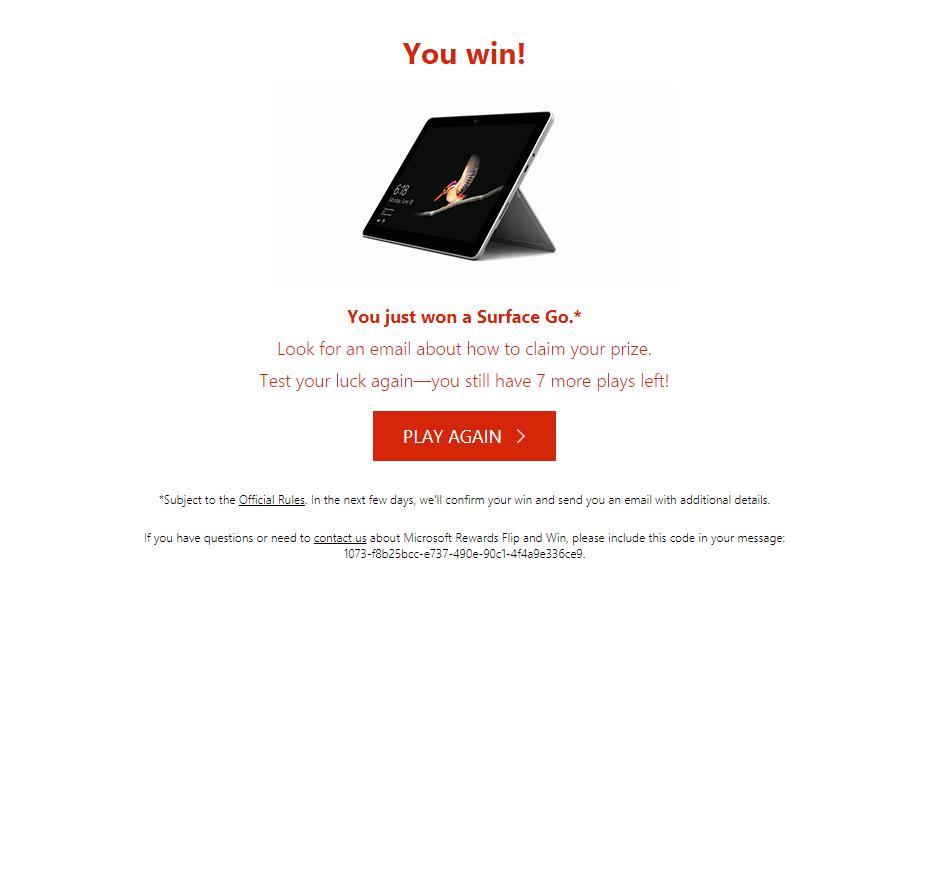 You win!
6:18
Monday, June 18
You just won a Surface Go.*
Look for an email about how to claim your prize.
Test your luck again—you still have 7 more plays left!
PLAY AGAIN
*Subject to the Official Rules. In the next few days, we'll confirm your win and send you an email with additional details.
If you have questions or need to contact us about Microsoft Rewards Flip and Win, please include this code in your message:
1073-f8b25bcc-e737-490e-90c1-4f4a9e336ce9.